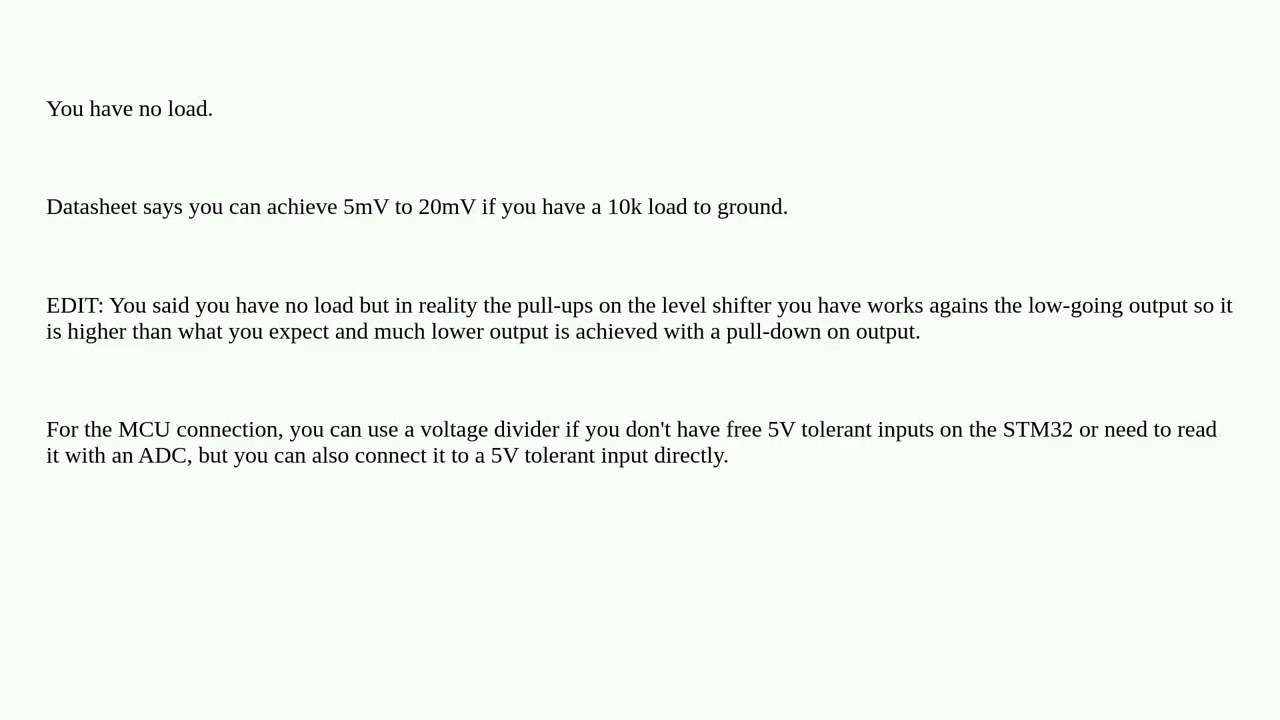 You have no load.
Datasheet says you can achieve 5mV to 20mV if you have a 10k load to ground.
EDIT: You said you have no load but in reality the pull-ups on the level shifter you have works agains the low-going output so it
is higher than what you expect and much lower output is achieved with a pull-down on output.
For the MCU connection, you can use a voltage divider if you don't have free 5V tolerant inputs on the STM32 or need to read
it with an ADC, but you can also connect it to a 5V tolerant input directly.